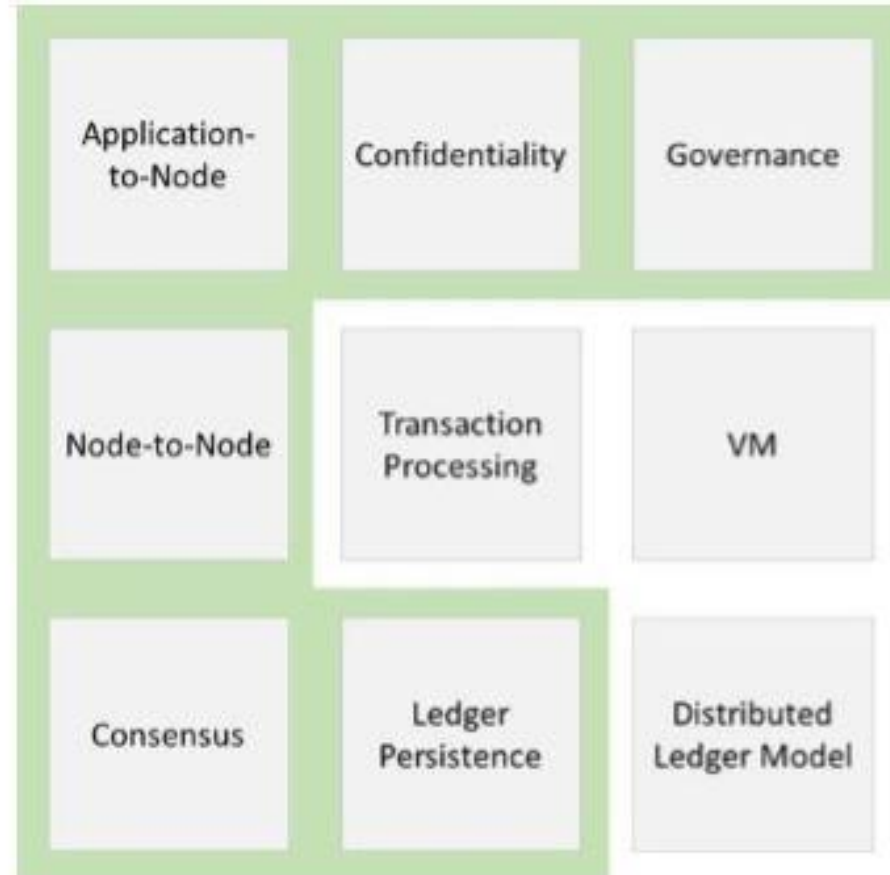 Application-
to-Node
Confidentiality
Governance
Node-to-Node
Transaction
Processing
VM
Consensus
Ledger
Persistence
Distributed
Ledger Model